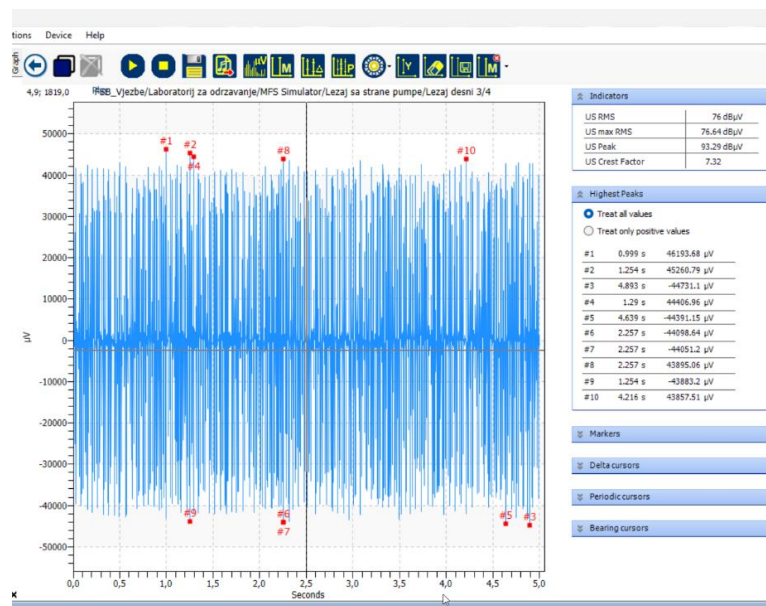 tions Device Help
Graph
4,9; 1819,0
FSB_Vjezbe/Laboratorij za odrzavanje/MFS Simulator/Lezaj sa strane pumpe/Lezaj desni 3/4
50000
40000
30000
20000
10000
0
-10000
-20000
-30000
-40000
-50000
µV
#1
#2
#4
#8
#10
#9
#6
#7
#5
#3
0,0 0,5 1,0 1,5 2,0 2,5 3,0 3,5 4,0 4,5 5,0
Seconds
x
Indicators
US RMS 76 dBµV
US max RMS 76.64 dBµV
US Peak 93.29 dBµV
US Crest Factor 7.32
Highest Peaks
Treat all values
Treat only positive values
#1 0.999 s 46193.68 µV
#2 1.254 s 45260.79 µV
#3 4.893 s -44731.1 µV
#4 1.29 s 44406.96 µV
#5 4.639 s -44391.15 µV
#6 2.257 s -44098.64 µV
#7 2.257 s -44051.2 µV
#8 2.257 s 43895.06 µV
#9 1.254 s -43883.2 µV
#10 4.216 s 43857.51 µV
Markers
Delta cursors
Periodic cursors
Bearing cursors